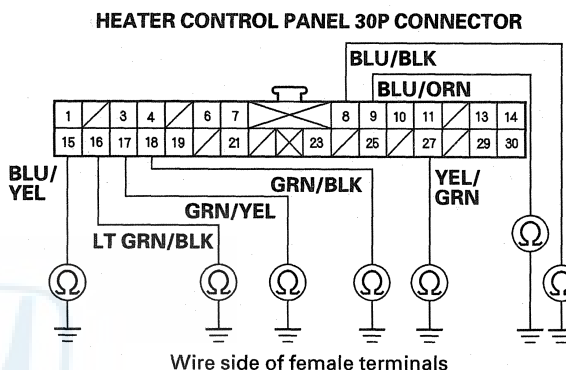 HEATER CONTROL PANEL 30P CONNECTOR
BLU/BLK
BLU/ORN
1 3 4 6 7 8 9 10 11 13 14
15 16 17 18 19 21 23 25 27 29 30
BLU/
YEL
GRN/BLK
YEL/
GRN
GRN/YEL
LT GRN/BLK
Ω Ω Ω Ω Ω Ω Ω
Wire side of female terminals